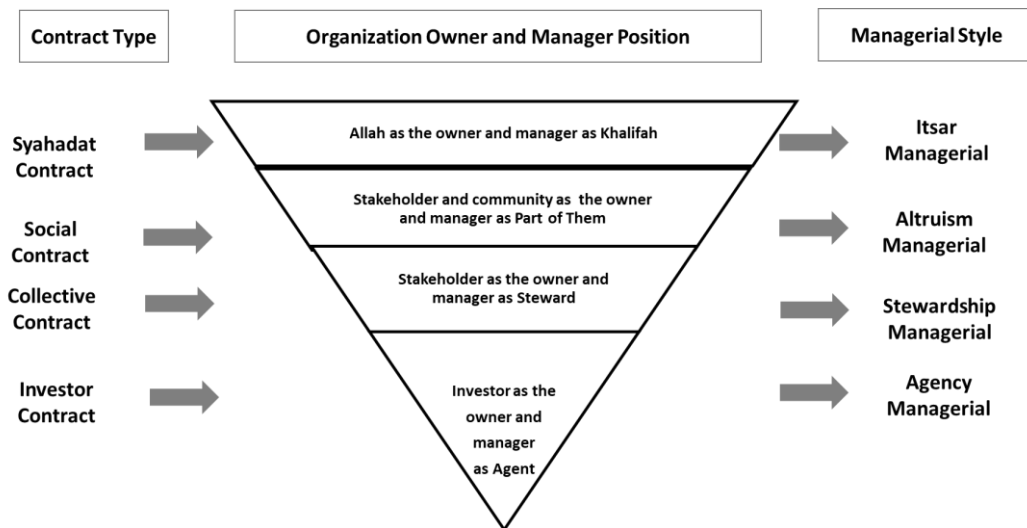 Contract Type
Organization Owner and Manager Position
Managerial Style
Syahadat
Contract
Allah as the owner and manager as Khalifah
Itsar
Managerial
Social
Contract
Stakeholder and community as the owner
and manager as Part of Them
Altruism
Managerial
Collective
Contract
Stakeholder as the owner and
manager as Steward
Stewardship
Managerial
Investor
Contract
Investor as the
owner and
manager
as Agent
Agency
Managerial